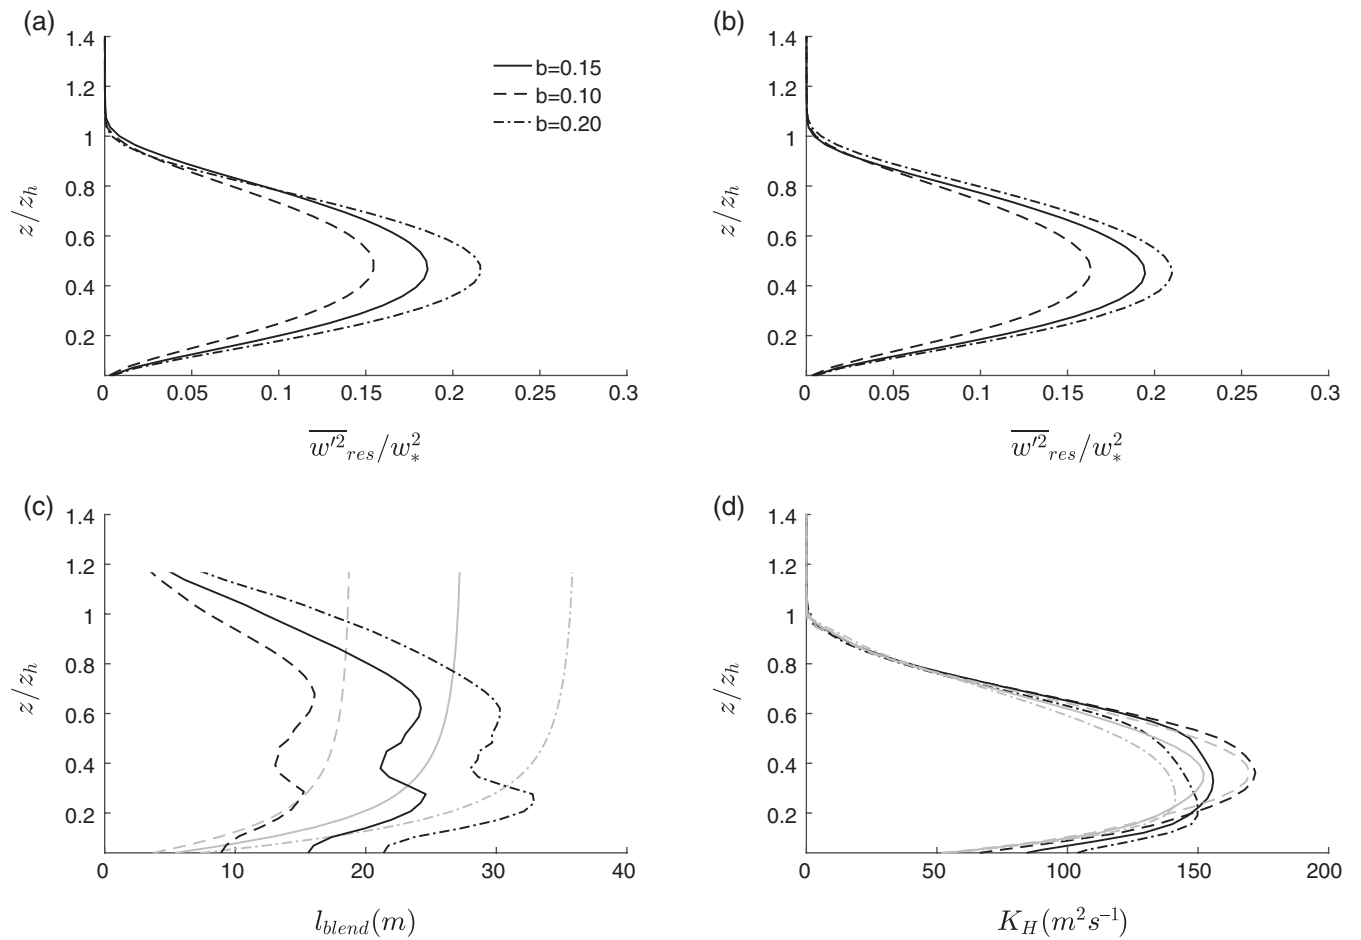 (a)
1.4
1.2
1
0.8
0.6
0.4
0.2
z/z_h
b=0.15
b=0.10
b=0.20
0 0.05 0.1 0.15 0.2 0.25 0.3
\overline{w'^2}_{res}/w_*^2
(b)
1.4
1.2
1
0.8
0.6
0.4
0.2
z/z_h
0 0.05 0.1 0.15 0.2 0.25 0.3
\overline{w'^2}_{res}/w_*^2
(c)
1.4
1.2
1
0.8
0.6
0.4
0.2
z/z_h
0 10 20 30 40
l_{blend}(m)
(d)
1.4
1.2
1
0.8
0.6
0.4
0.2
z/z_h
0 50 100 150 200
K_H(m^2s^{-1})